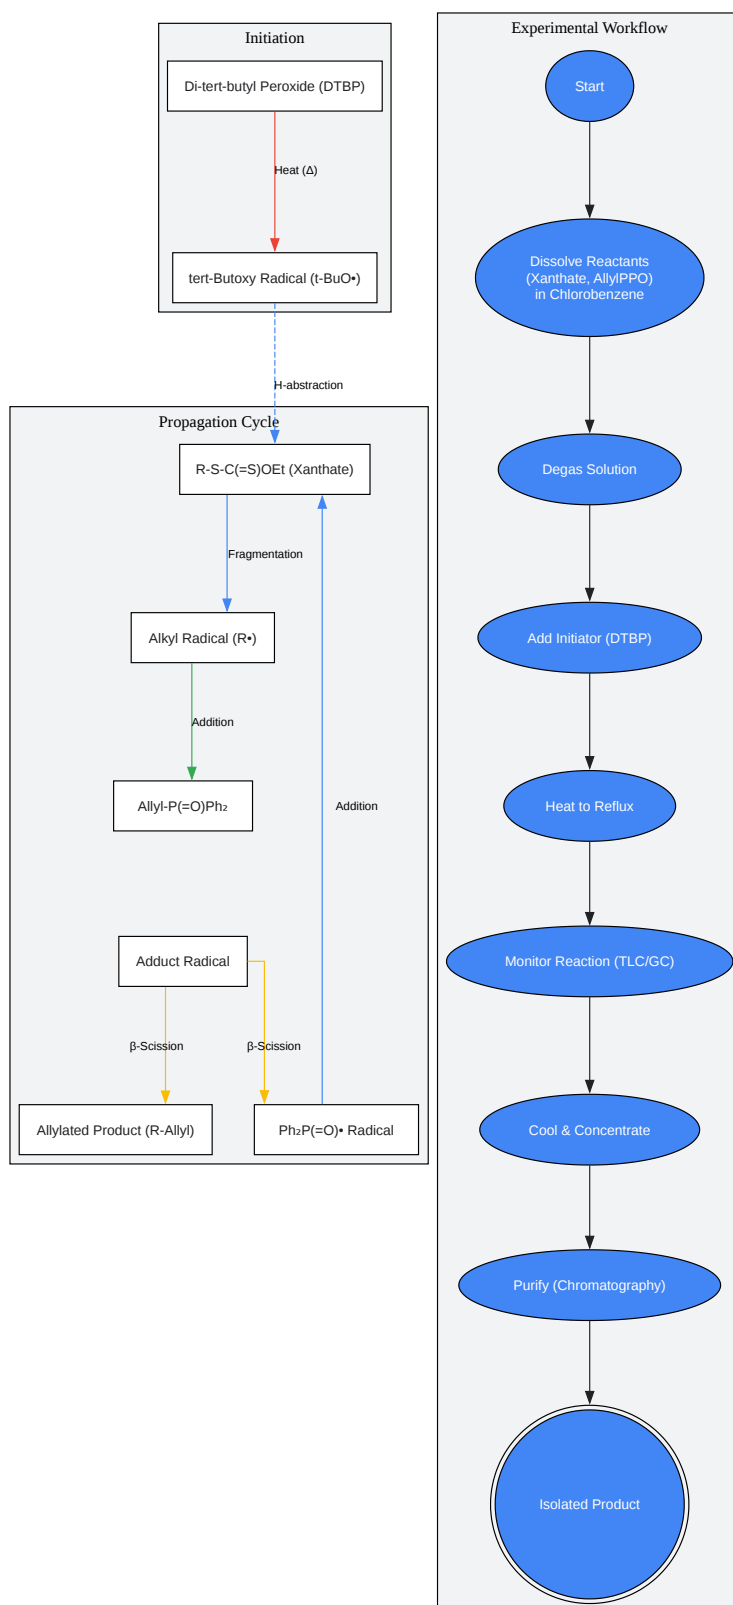 Initiation
Di-tert-butyl Peroxide (DTBP)
Heat (Δ)
tert-Butoxy Radical (t-BuO•)
H-abstraction
Propagation Cycle
R-S-C(=S)OEt (Xanthate)
Fragmentation
Alkyl Radical (R•)
Addition
Allyl-P(=O)Ph₂
Addition
Adduct Radical
β-Scission
β-Scission
Allylated Product (R-Allyl)
Ph₂P(=O)• Radical
Experimental Workflow
Start
Dissolve Reactants
(Xanthate, AllylPPO)
in Chlorobenzene
Degas Solution
Add Initiator (DTBP)
Heat to Reflux
Monitor Reaction (TLC/GC)
Cool & Concentrate
Purify (Chromatography)
Isolated Product